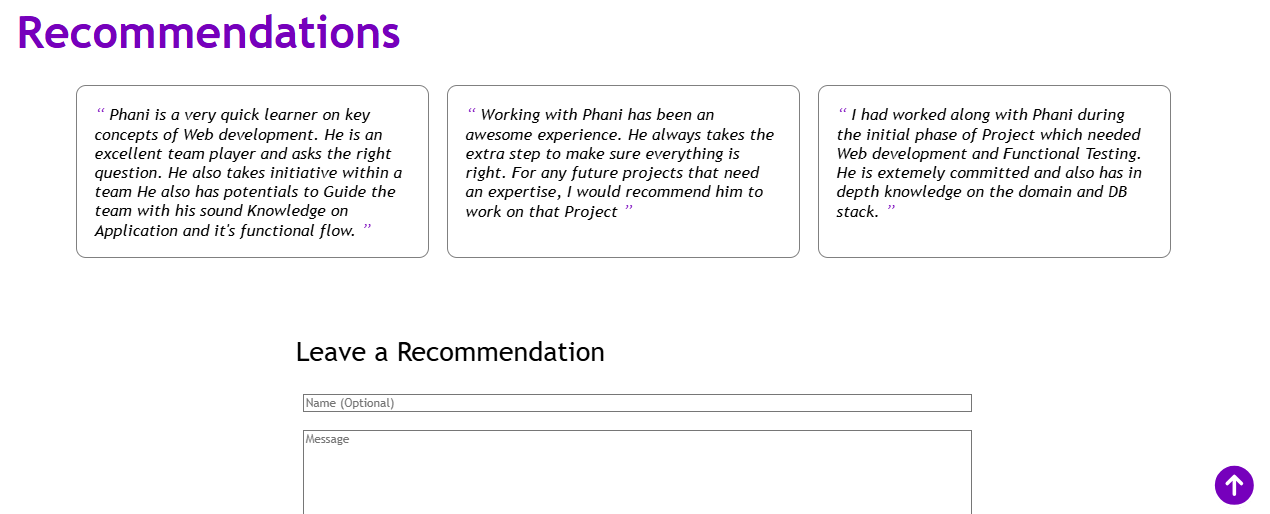 Recommendations
“ Phani is a very quick learner on key
concepts of Web development. He is an
excellent team player and asks the right
question. He also takes initiative within a
team He also has potentials to Guide the
team with his sound Knowledge on
Application and it's functional flow. ”
“ Working with Phani has been an
awesome experience. He always takes the
extra step to make sure everything is
right. For any future projects that need
an expertise, I would recommend him to
work on that Project ”
“ I had worked along with Phani during
the initial phase of Project which needed
Web development and Functional Testing.
He is extemely committed and also has in
depth knowledge on the domain and DB
stack. ”
Leave a Recommendation
Name (Optional)
Message